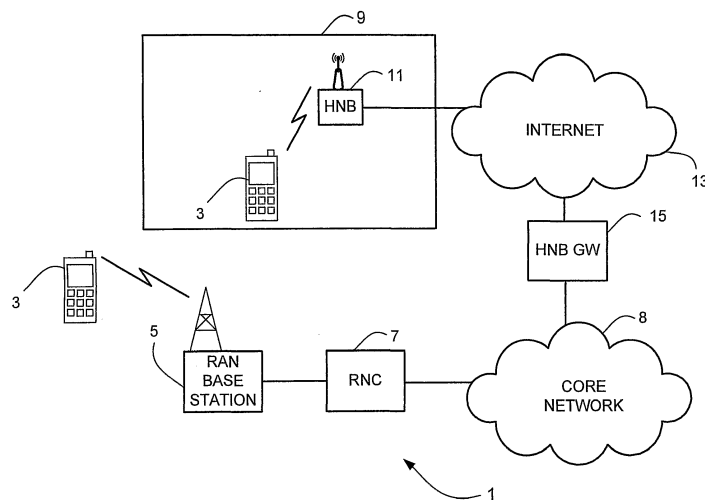 9
11
HNB
INTERNET
13
3
15
HNB GW
3
5
7
8
RAN
BASE
STATION
RNC
CORE
NETWORK
1